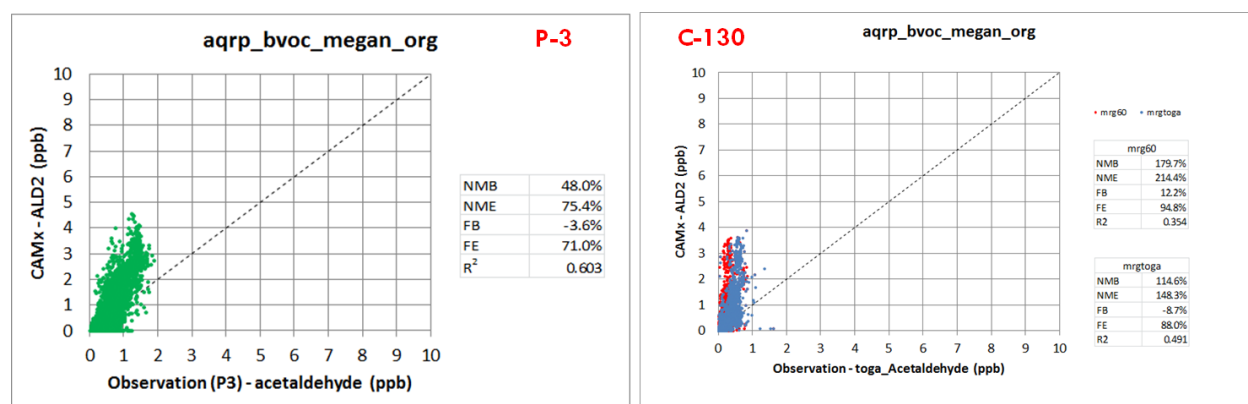 aqrp_bvoc_megan_org
P-3
10
9
8
7
6
5
4
3
2
1
0
CAMx - ALD2 (ppb)
0 1 2 3 4 5 6 7 8 9 10
Observation (P3) - acetaldehyde (ppb)
NMB 48.0%
NME 75.4%
FB -3.6%
FE 71.0%
R² 0.603
C-130
aqrp_bvoc_megan_org
10
9
8
7
6
5
4
3
2
1
0
CAMx - ALD2 (ppb)
0 1 2 3 4 5 6 7 8 9 10
Observation - toga_Acetaldehyde (ppb)
mrg60 mrgtoga
mrg60
NMB 179.7%
NME 214.4%
FB 12.2%
FE 94.8%
R2 0.354
mrgtoga
NMB 114.6%
NME 148.3%
FB -8.7%
FE 88.0%
R2 0.491